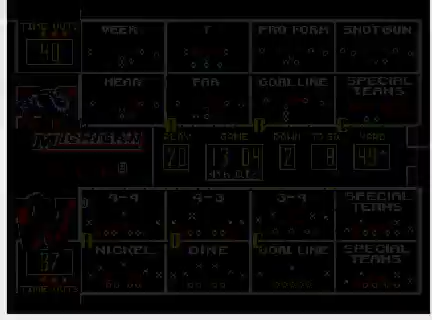 TIME OUTS
VEER T PRO FORM SHOTGUN
NEAR FAR GOAL LINE SPECIAL TEAMS
MICHIGAN
PLAY GAME DOWN TO GO YARD
20 13 04 2 8
4-4 4-3 3-4 SPECIAL TEAMS
NICKEL DIME GOAL LINE SPECIAL TEAMS
TIME OUTS